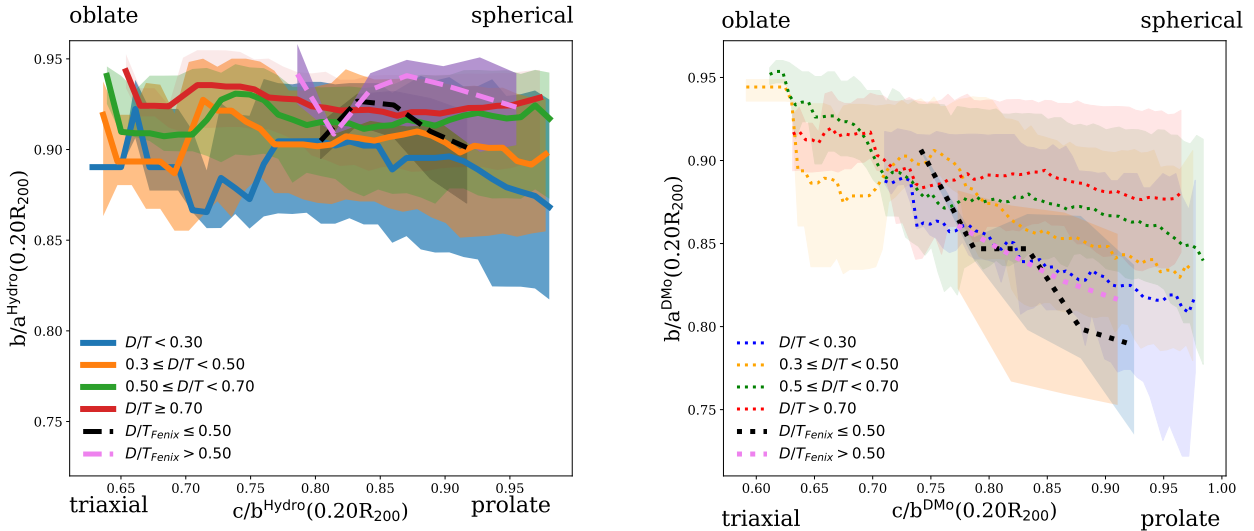 oblate
spherical
0.95
0.90
0.85
0.80
0.75
b/a^Hydro(0.20R_200)
D/T < 0.30
0.3 ≤ D/T < 0.50
0.50 ≤ D/T < 0.70
D/T ≥ 0.70
D/T_Fenix ≤ 0.50
D/T_Fenix > 0.50
0.65
0.70
0.75
0.80
0.85
0.90
0.95
triaxial
c/b^Hydro(0.20R_200)
prolate
oblate
spherical
0.95
0.90
0.85
0.80
0.75
b/a^DMo(0.20R_200)
D/T < 0.30
0.3 ≤ D/T < 0.50
0.5 ≤ D/T < 0.70
D/T > 0.70
D/T_Fenix ≤ 0.50
D/T_Fenix > 0.50
0.60
0.65
0.70
0.75
0.80
0.85
0.90
0.95
1.00
triaxial
c/b^DMo(0.20R_200)
prolate